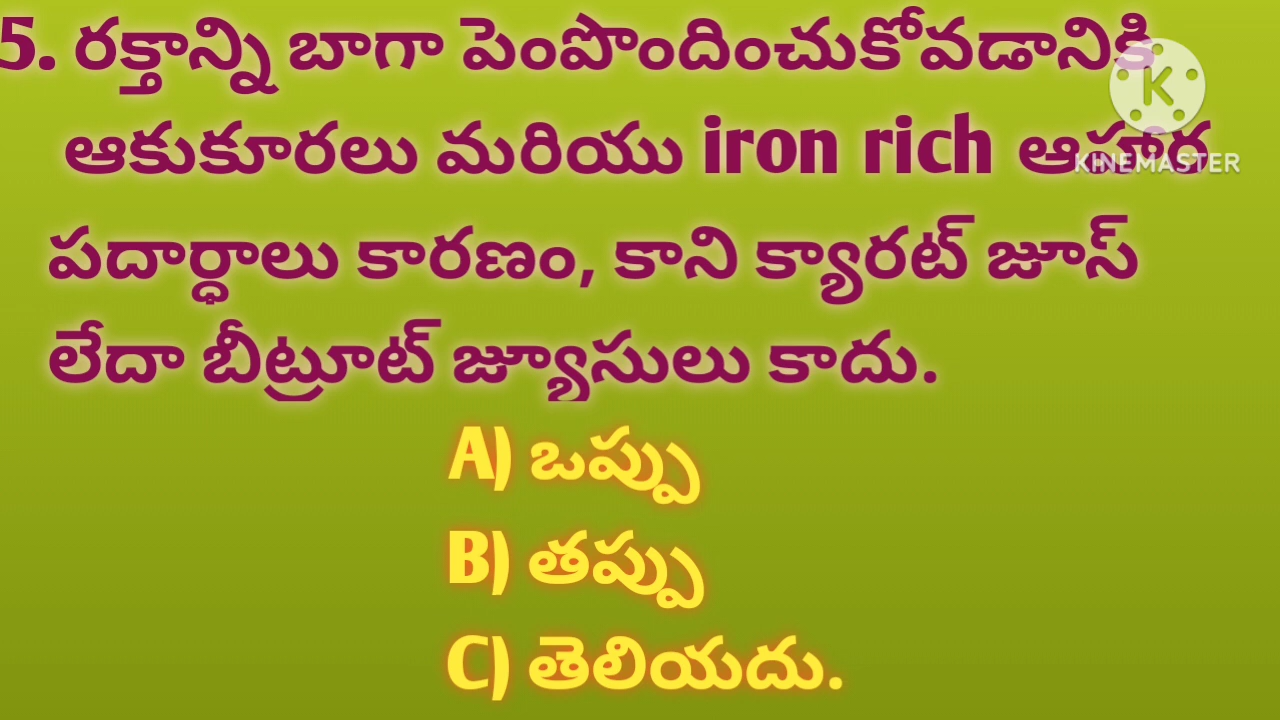 5. రక్తాన్ని బాగా పెంపొందించుకోవడానికి
ఆకుకూరలు మరియు iron rich ఆహార
పదార్ధాలు కారణం, కాని క్యారట్ జూస్
లేదా బీట్రూట్ జ్యూసులు కాదు.
A) ఒప్పు
B) తప్పు
C) తెలియదు.
K
KINEMASTER